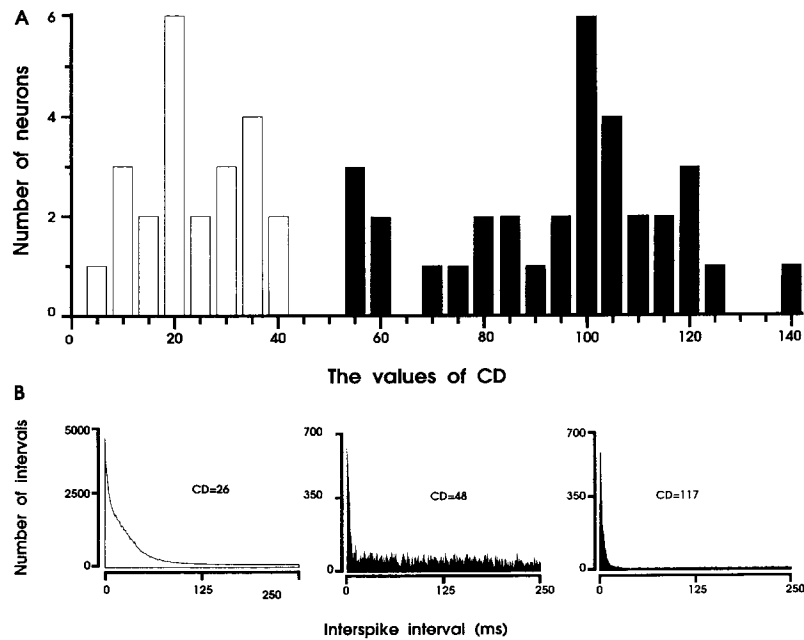 A
Number of neurons
6
4
2
0
0 20 40 60 80 100 120 140
The values of CD
B
Number of intervals
5000
2500
0
CD=26
0 125 250
700
350
0
CD=48
0 125 250
700
350
0
CD=117
0 125 250
Interspike interval (ms)